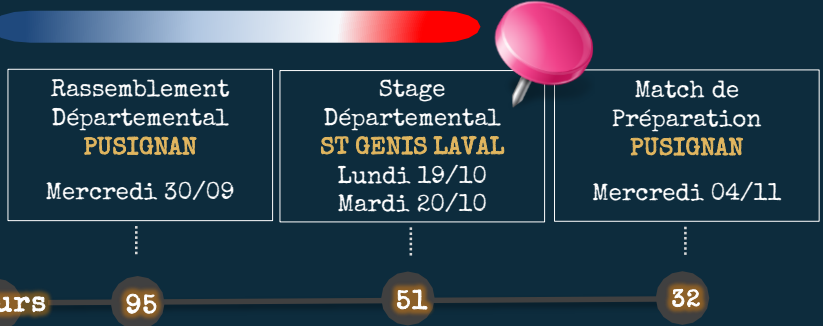 Rassemblement
Départemental
PUSIGNAN
Mercredi 30/09
Stage
Départemental
ST GENIS LAVAL
Lundi 19/10
Mardi 20/10
Match de
Préparation
PUSIGNAN
Mercredi 04/11
urs
95
51
32